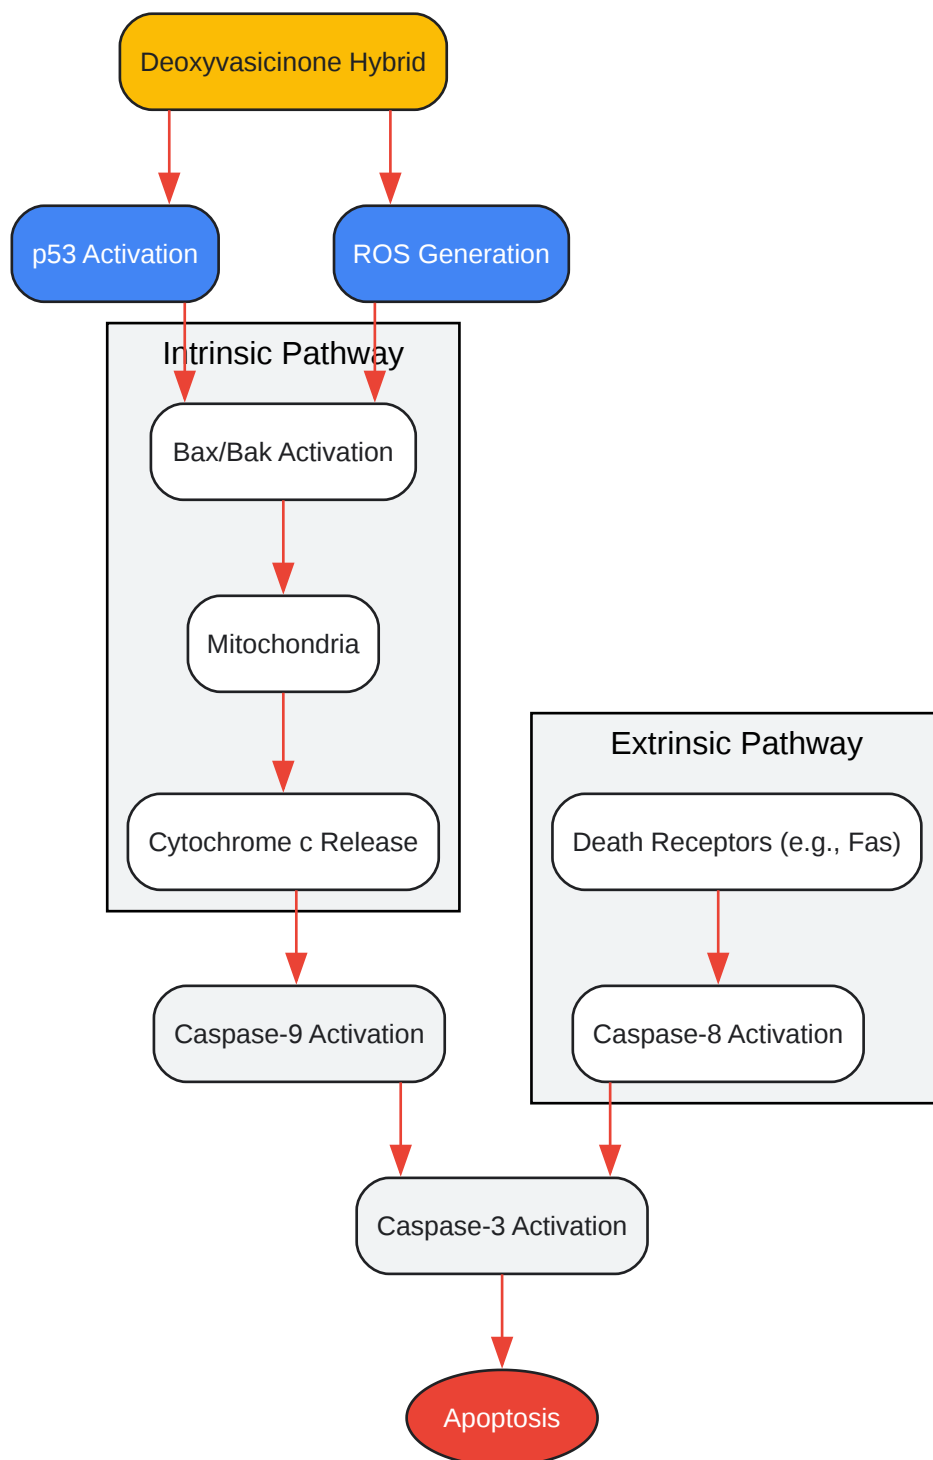 Deoxyvasicinone Hybrid
p53 Activation
ROS Generation
Intrinsic Pathway
Bax/Bak Activation
Mitochondria
Cytochrome c Release
Extrinsic Pathway
Death Receptors (e.g., Fas)
Caspase-9 Activation
Caspase-8 Activation
Caspase-3 Activation
Apoptosis